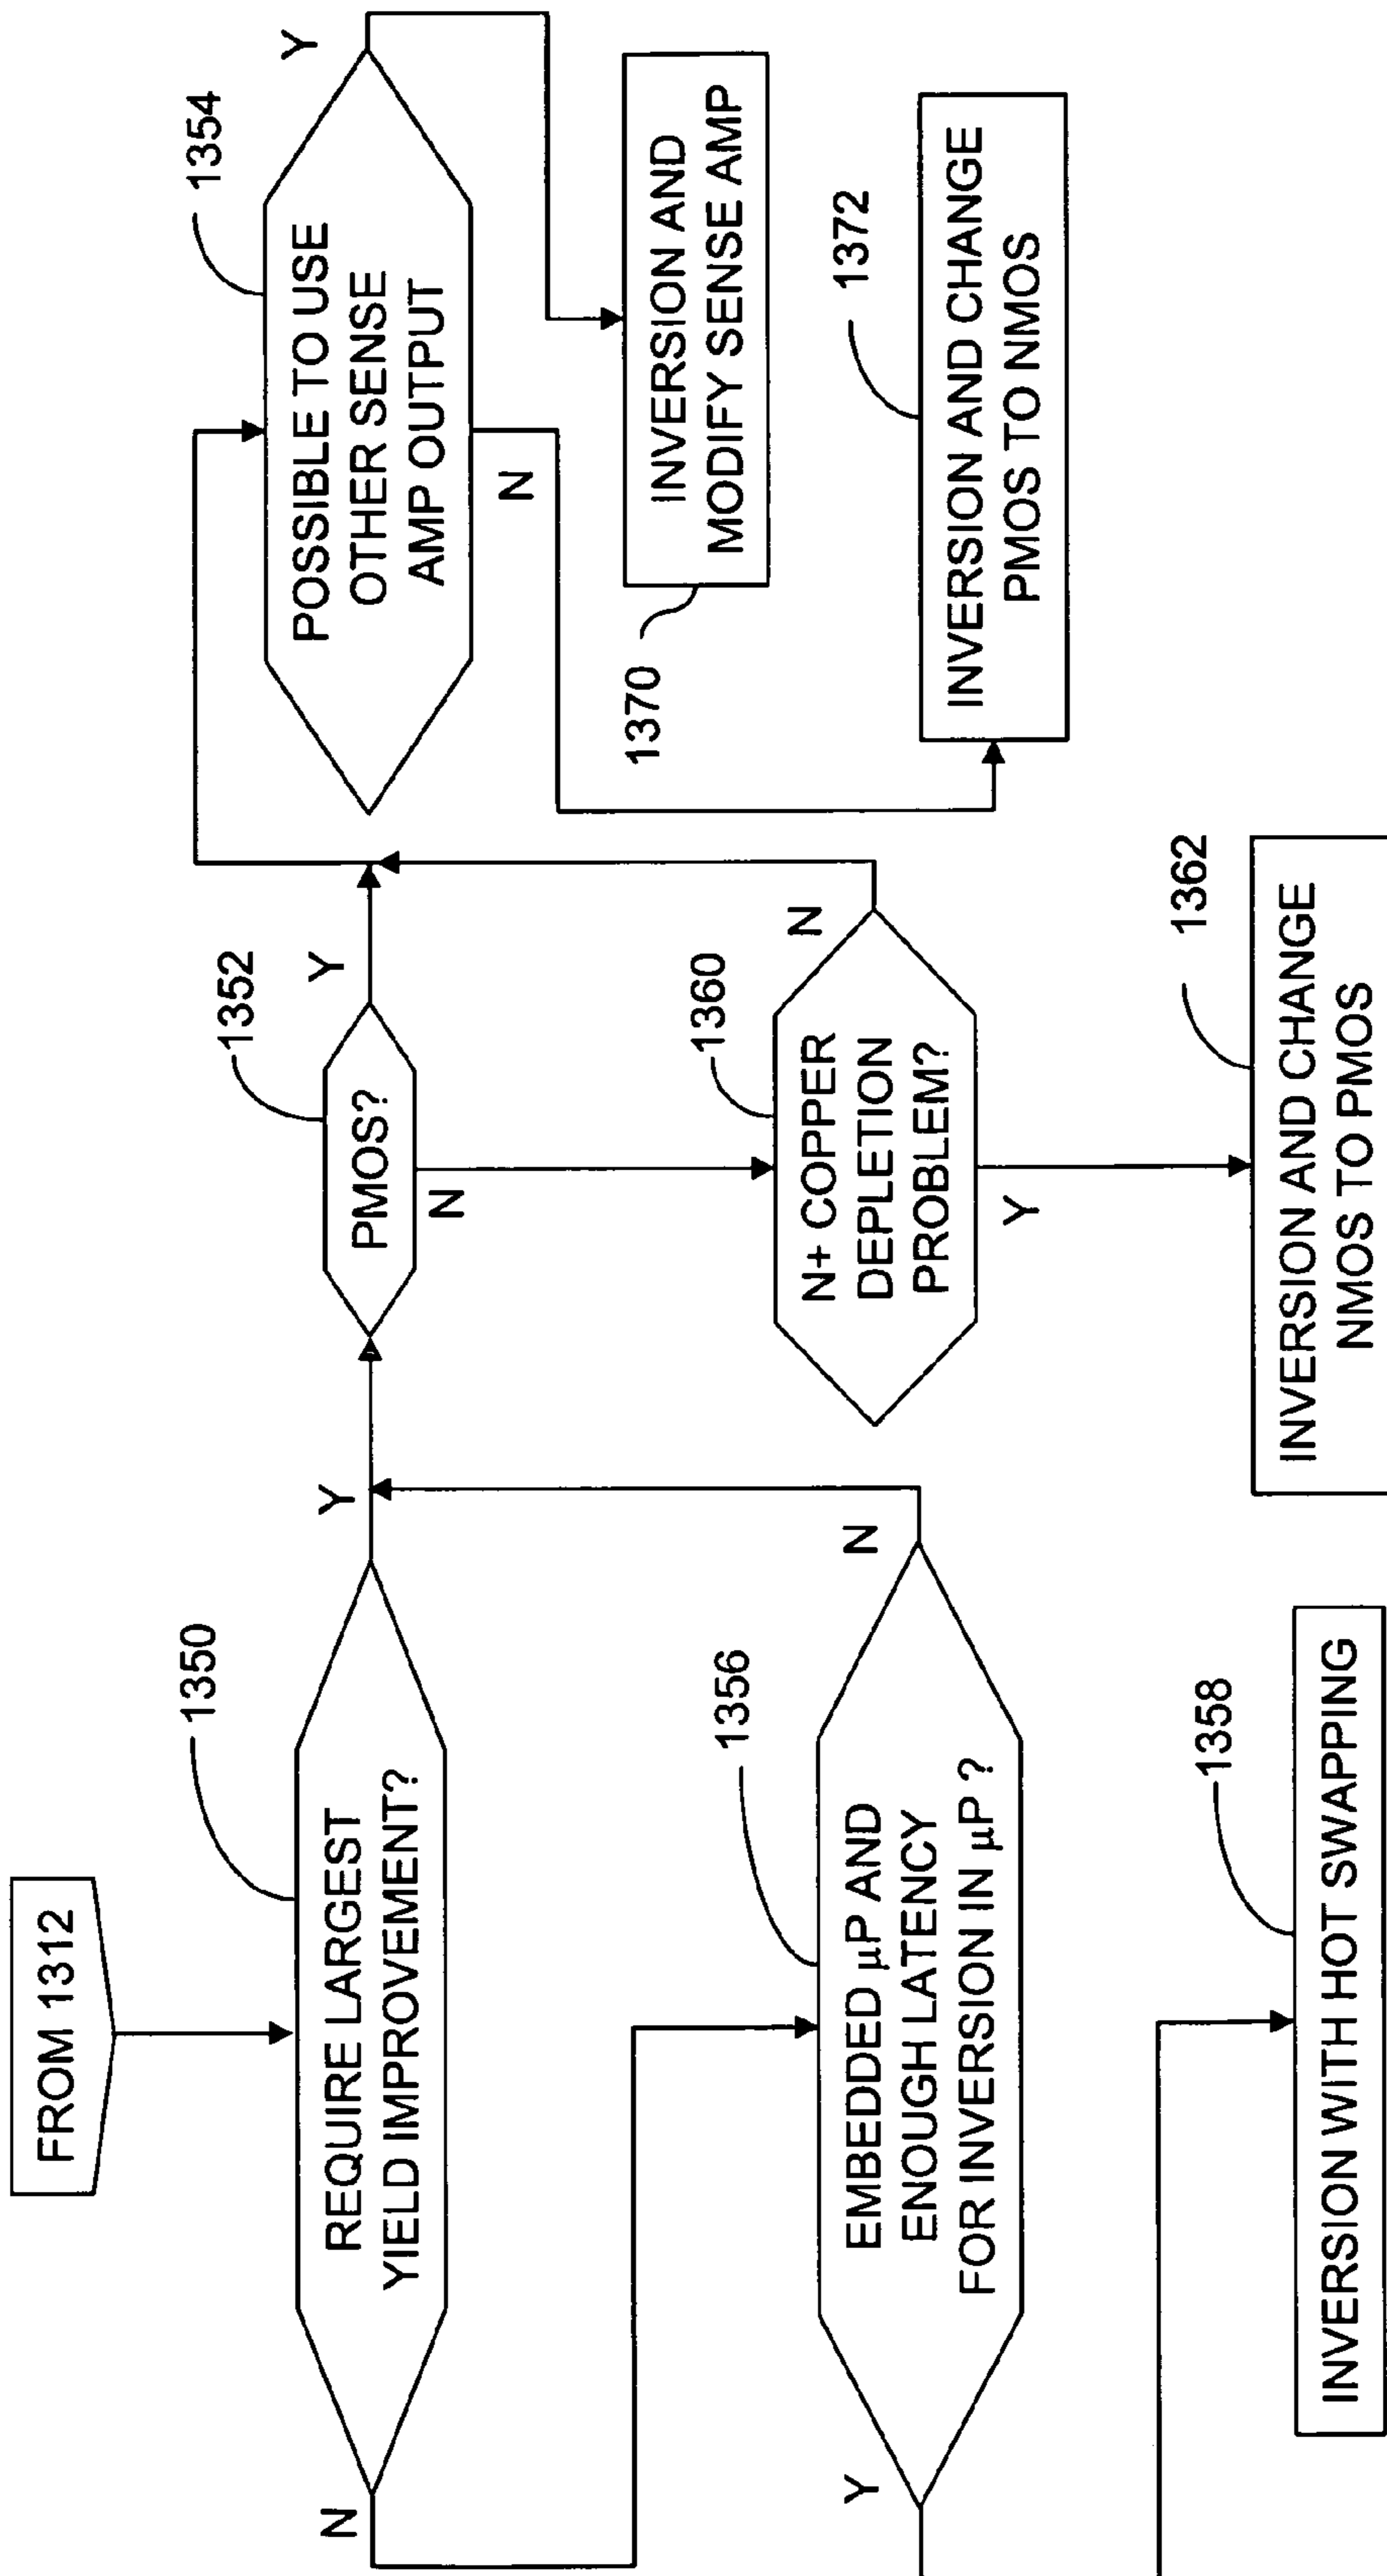 FROM 1312
1350
REQUIRE LARGEST
YIELD IMPROVEMENT?
N
Y
1352
PMOS?
Y
N
1354
POSSIBLE TO USE
OTHER SENSE
AMP OUTPUT
Y
N
1370
INVERSION AND
MODIFY SENSE AMP
1372
INVERSION AND CHANGE
PMOS TO NMOS
1356
EMBEDDED µP AND
ENOUGH LATENCY
FOR INVERSION IN µP ?
Y
N
1360
N+ COPPER
DEPLETION
PROBLEM?
N
Y
1358
INVERSION WITH HOT SWAPPING
1362
INVERSION AND CHANGE
NMOS TO PMOS